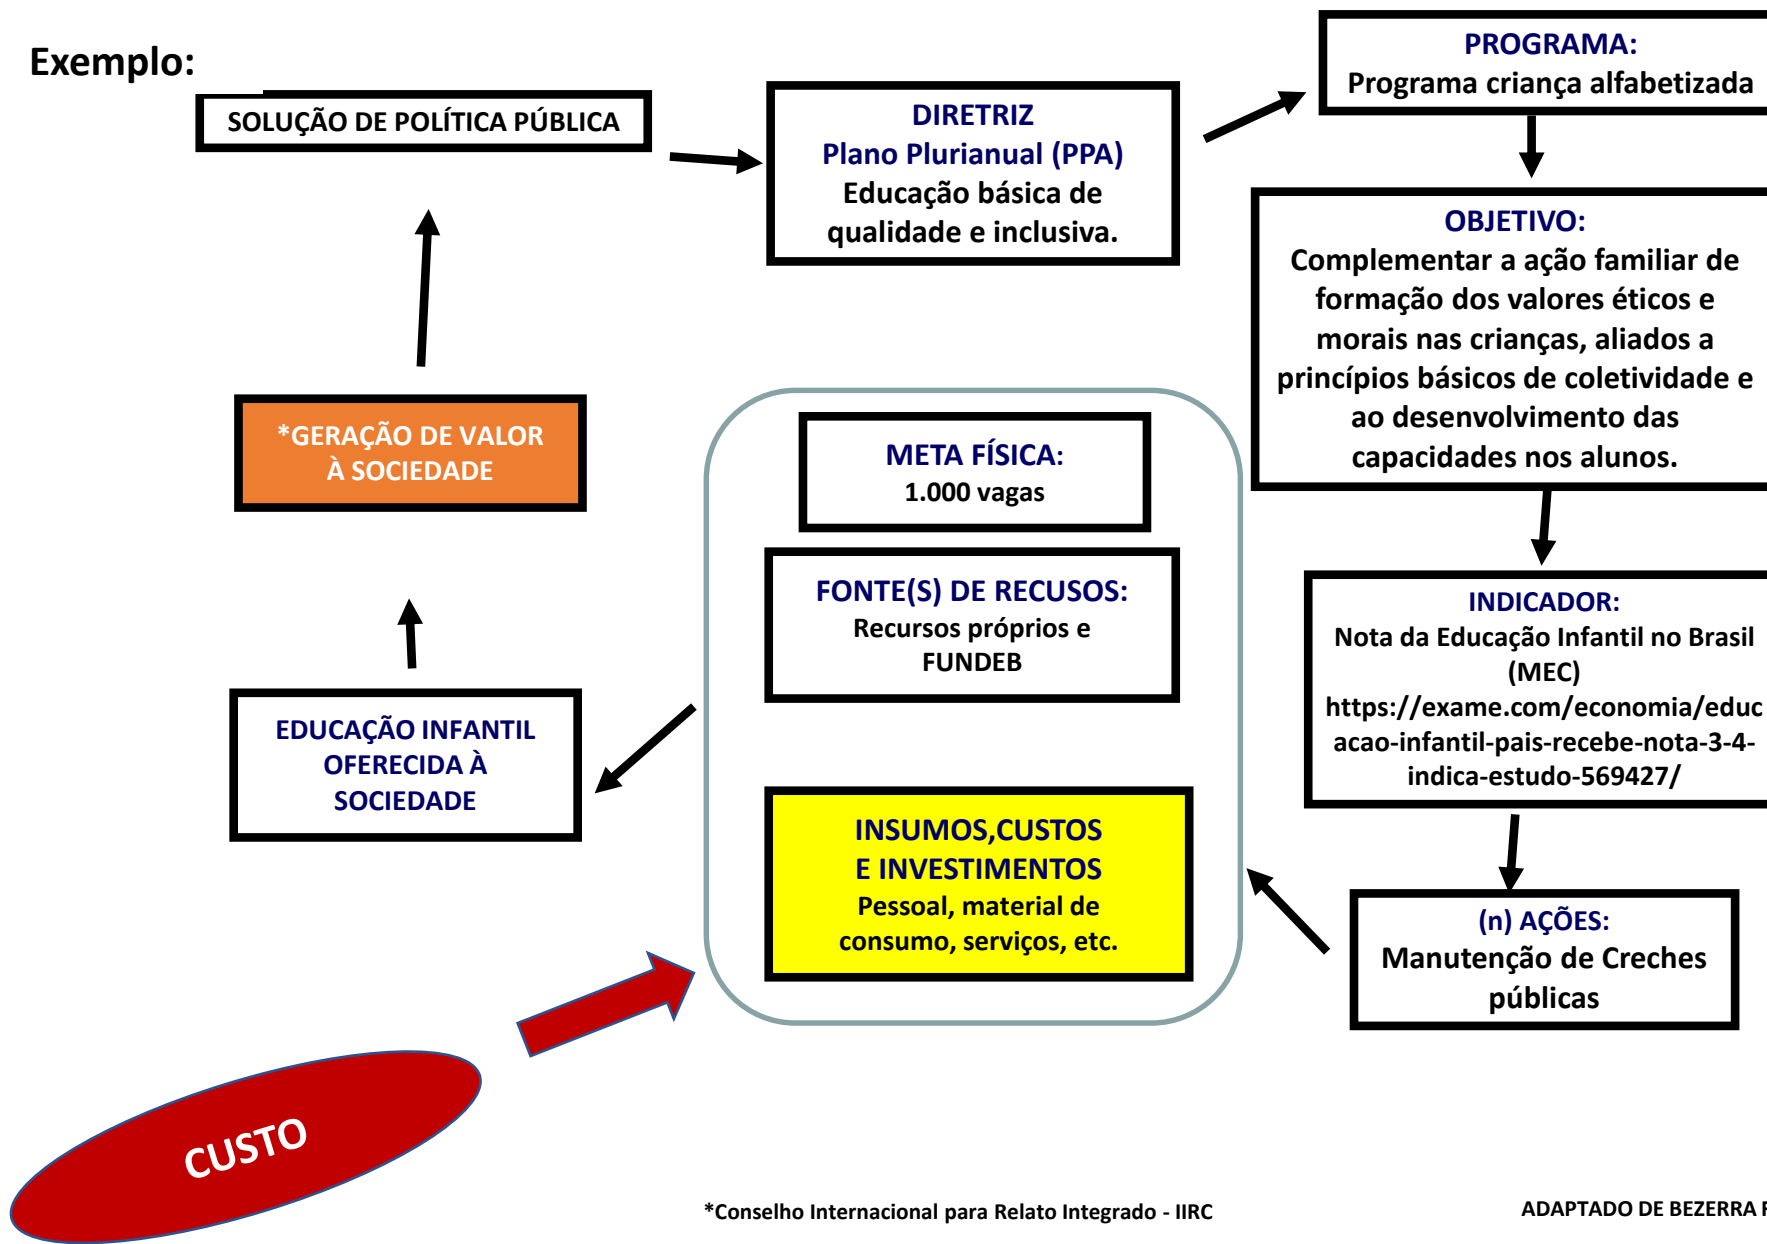 Exemplo:
SOLUÇÃO DE POLÍTICA PÚBLICA
DIRETRIZ
Plano Plurianual (PPA)
Educação básica de
qualidade e inclusiva.
PROGRAMA:
Programa criança alfabetizada
OBJETIVO:
Complementar a ação familiar de
formação dos valores éticos e
morais nas crianças, aliados a
princípios básicos de coletividade e
ao desenvolvimento das
capacidades nos alunos.
INDICADOR:
Nota da Educação Infantil no Brasil
(MEC)
https://exame.com/economia/educ
acao-infantil-pais-recebe-nota-3-4-
indica-estudo-569427/
(n) AÇÕES:
Manutenção de Creches
públicas
META FÍSICA:
1.000 vagas
FONTE(S) DE RECUSOS:
Recursos próprios e
FUNDEB
INSUMOS,CUSTOS
E INVESTIMENTOS
Pessoal, material de
consumo, serviços, etc.
EDUCAÇÃO INFANTIL
OFERECIDA À
SOCIEDADE
*GERAÇÃO DE VALOR
À SOCIEDADE
CUSTO
*Conselho Internacional para Relato Integrado - IIRC
ADAPTADO DE BEZERRA